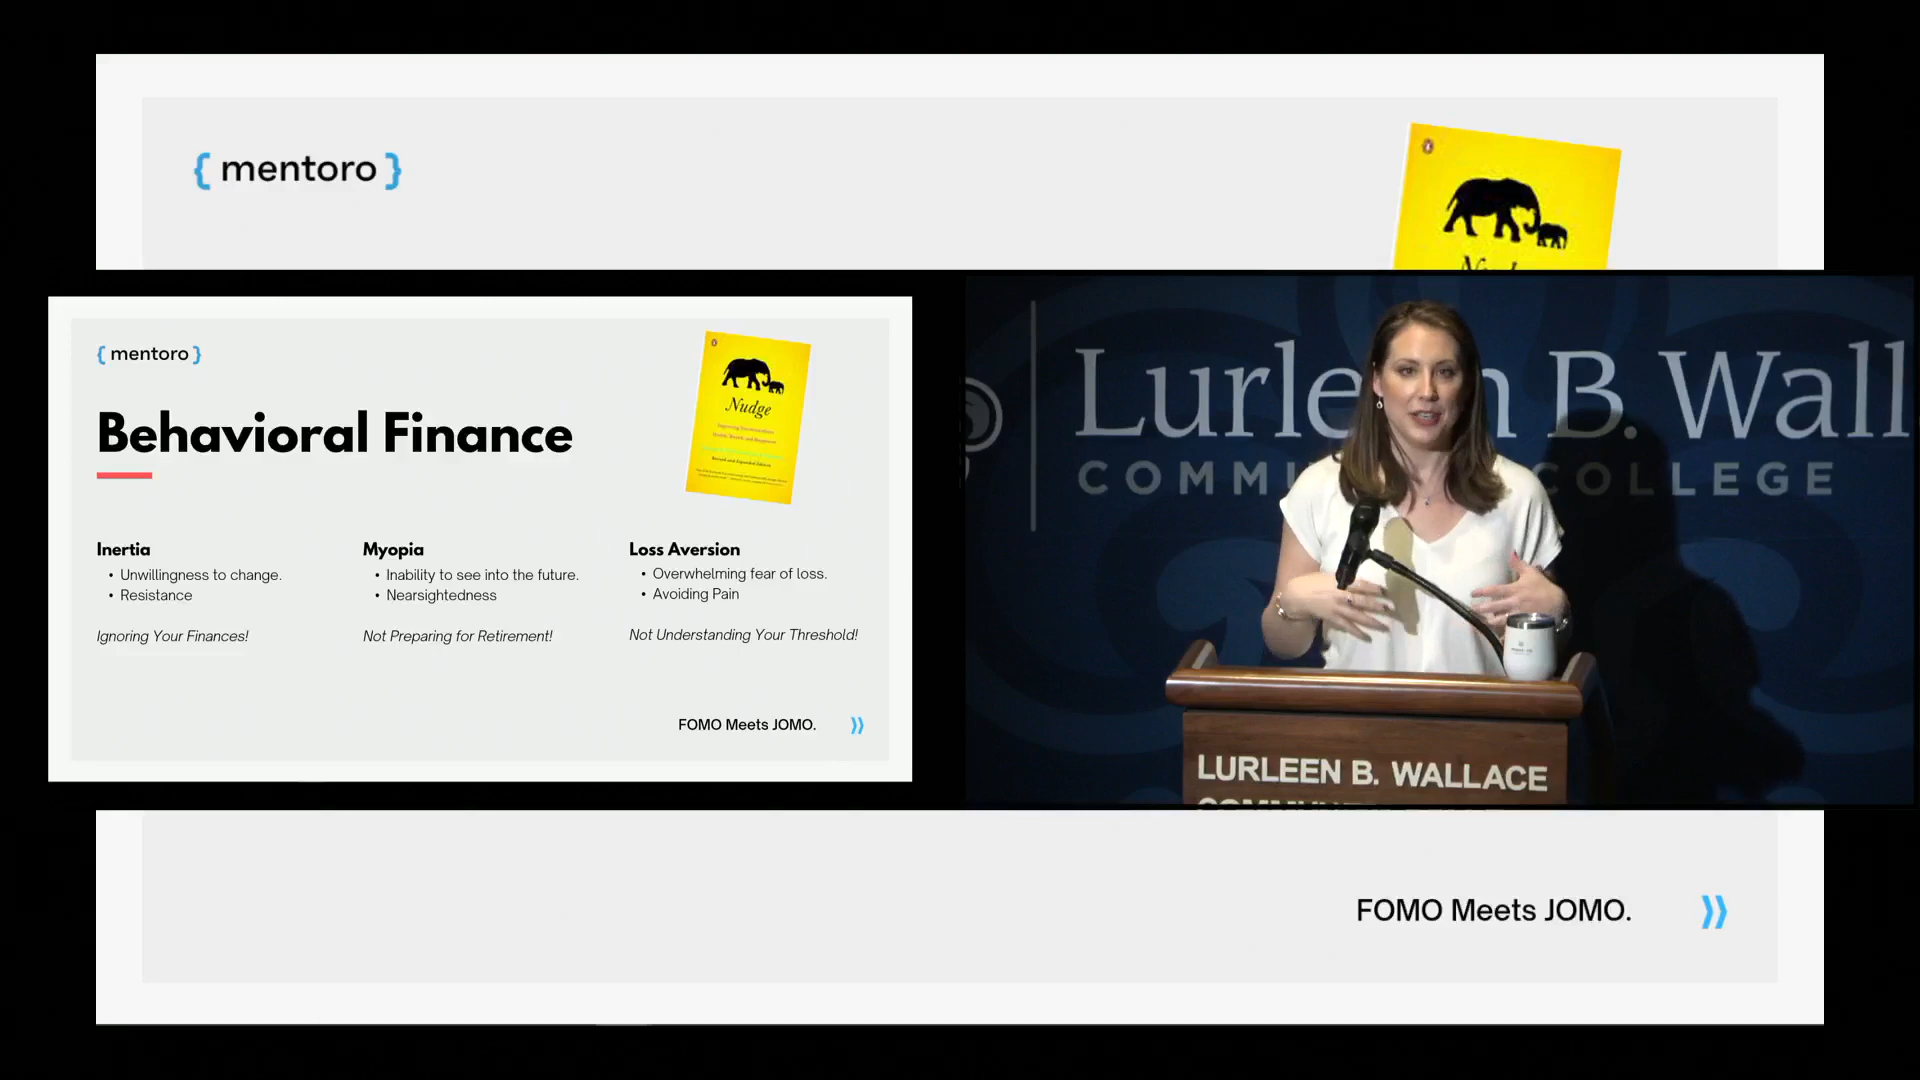 { mentoro }
{ mentoro }
Behavioral Finance
Nudge
Inertia
• Unwillingness to change.
• Resistance
Ignoring Your Finances!
Myopia
• Inability to see into the future.
• Nearsightedness
Not Preparing for Retirement!
Loss Aversion
• Overwhelming fear of loss.
• Avoiding Pain
Not Understanding Your Threshold!
FOMO Meets JOMO.
Lurle n B. Wall
COMMU COLLEGE
LURLEEN B. WALLACE
FOMO Meets JOMO.